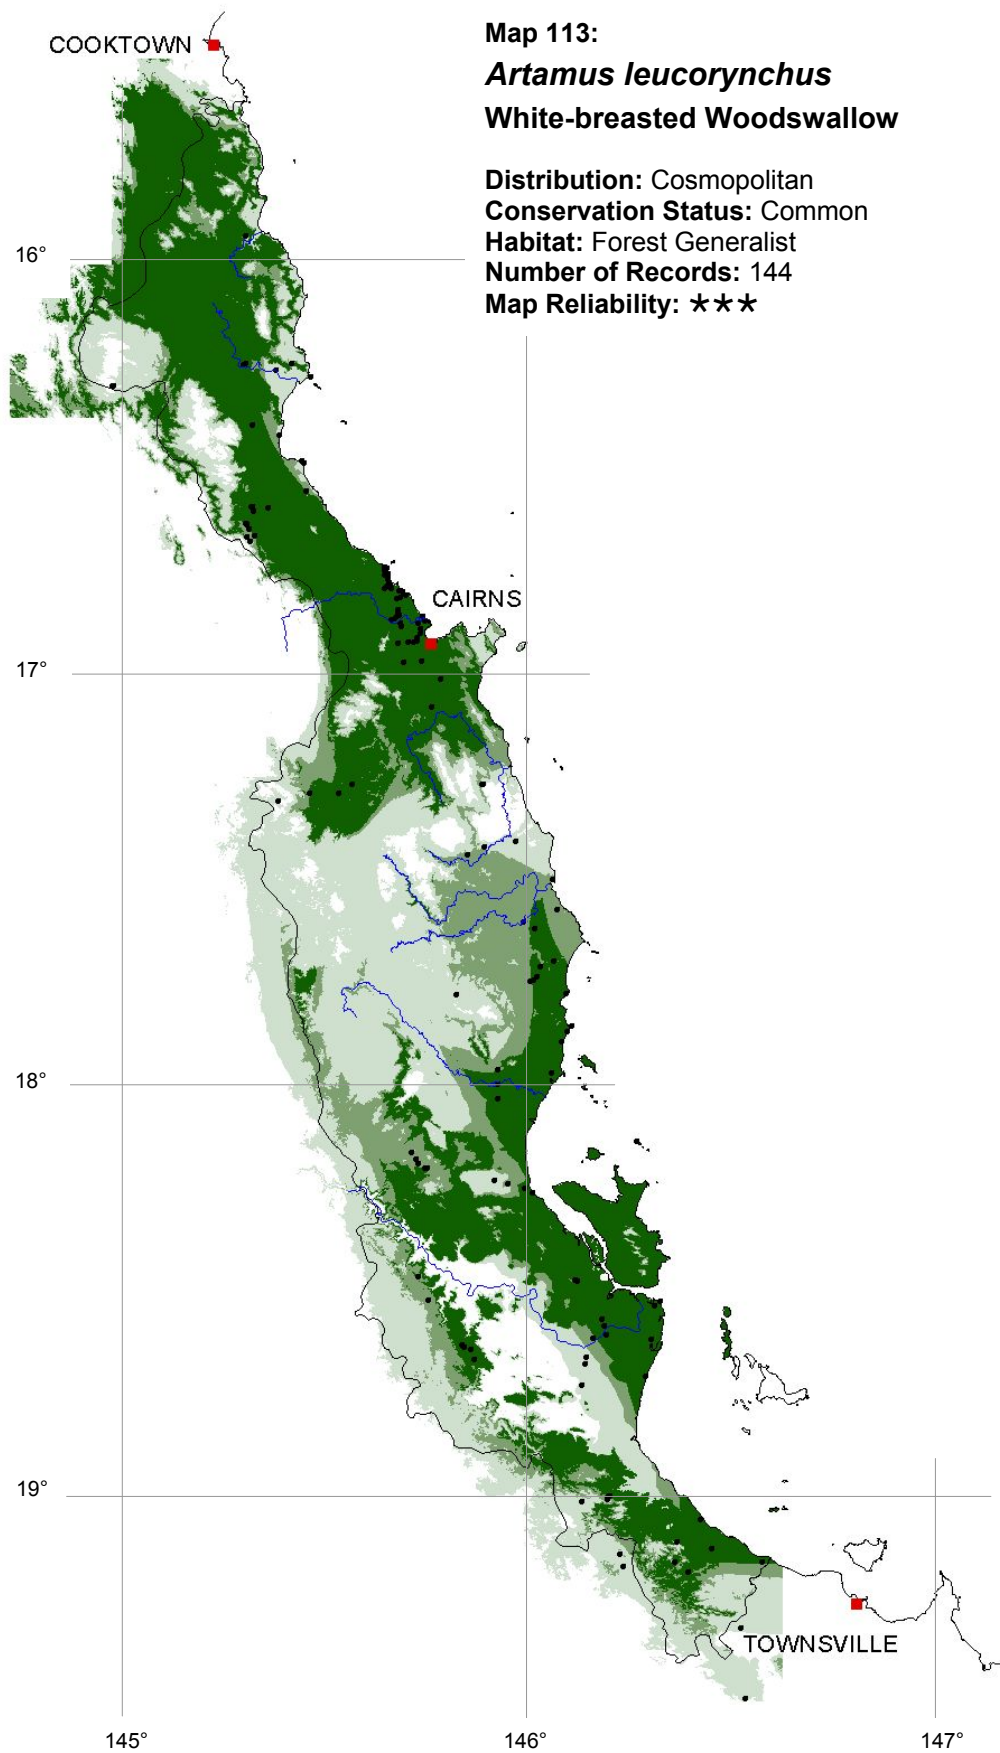 Map 113:
Artamus leucorynchus
White-breasted Woodswallow
Distribution: Cosmopolitan
Conservation Status: Common
Habitat: Forest Generalist
Number of Records: 144
Map Reliability: ***
COOKTOWN
16°
CAIRNS
17°
18°
19°
TOWNSVILLE
145°
146°
147°